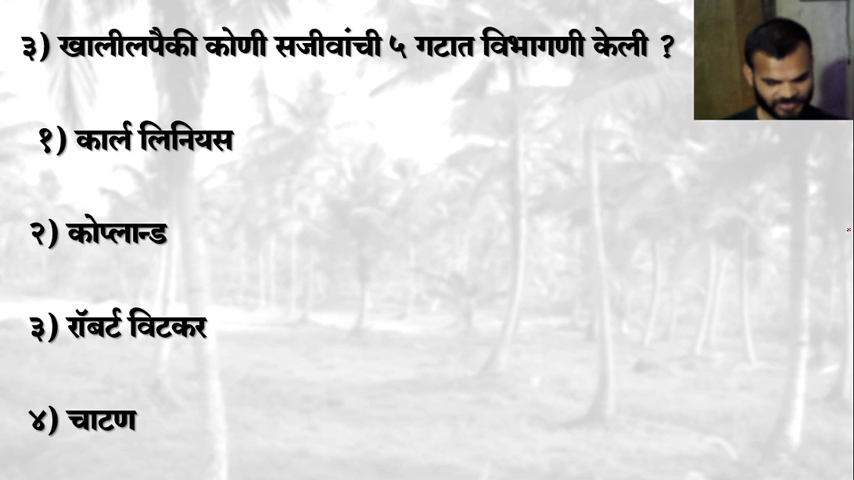 ३) खालीलपैकी कोणी सजीवांची ५ गटात विभागणी केली ?
१) कार्ल लिनियस
२) कोप्लान्ड
३) रॉबर्ट विटकर
४) चाटण